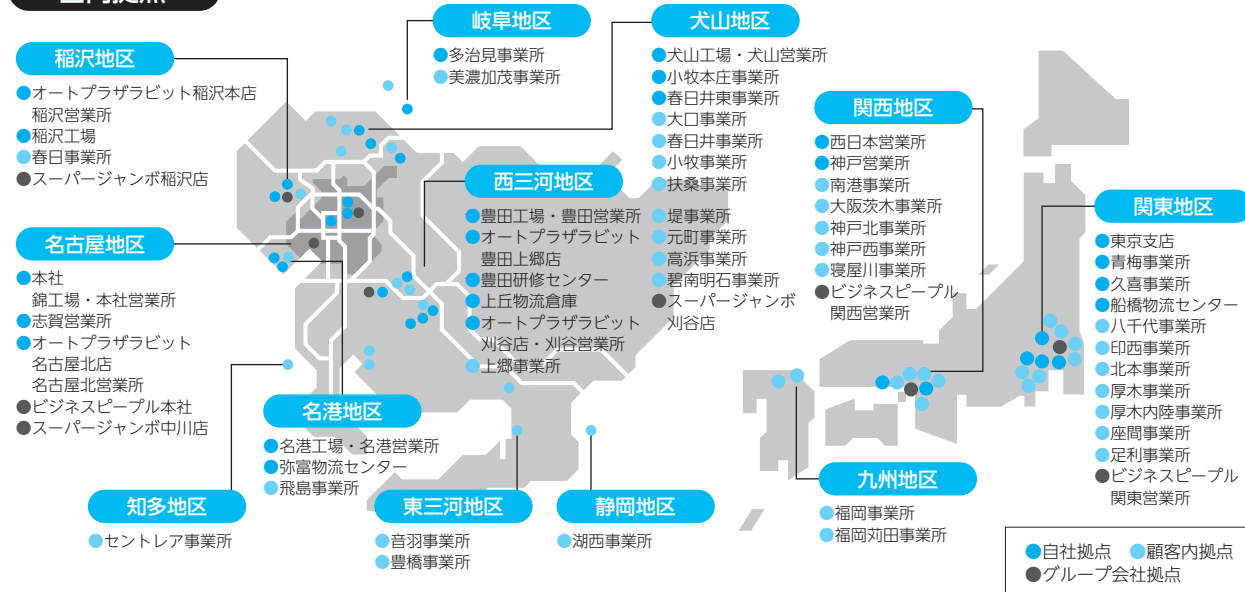 国内拠点
稲沢地区
●オートプラザラビット稲沢本店
稲沢営業所
●稲沢工場
●春日事業所
●スーパージャンボ稲沢店
名古屋地区
●本社
錦工場・本社営業所
●志賀営業所
●オートプラザラビット
名古屋北店
名古屋北営業所
●ビジネスピープル本社
●スーパージャンボ中川店
知多地区
●セントレア事業所
岐阜地区
●多治見事業所
●美濃加茂事業所
犬山地区
●犬山工場・犬山営業所
●小牧本庄事業所
●春日井東事業所
●大口事業所
●春日井事業所
●小牧事業所
●扶桑事業所
西三河地区
●豊田工場・豊田営業所
●オートプラザラビット
豊田上郷店
●豊田研修センター
●上丘物流倉庫
●オートプラザラビット
刈谷店・刈谷営業所
●上郷事業所
●堤事業所
●元町事業所
●高浜事業所
●碧南明石事業所
●スーパージャンボ
刈谷店
名港地区
●名港工場・名港営業所
●弥富物流センター
●飛島事業所
東三河地区
●音羽事業所
●豊橋事業所
静岡地区
●湖西事業所
関西地区
●西日本営業所
●神戸営業所
●南港事業所
●大阪茨木事業所
●神戸北事業所
●神戸西事業所
●寝屋川事業所
●ビジネスピープル
関西営業所
九州地区
●福岡事業所
●福岡苅田事業所
関東地区
●東京支店
●青梅事業所
●久喜事業所
●船橋物流センター
●八千代事業所
●印西事業所
●北本事業所
●厚木事業所
●厚木内陸事業所
●座間事業所
●足利事業所
●ビジネスピープル
関東営業所
●自社拠点 ●顧客内拠点
●グループ会社拠点